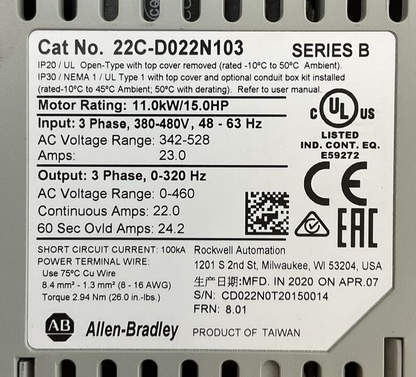 Cat No. 22C-D022N103 SERIES B
IP20 / UL Open-Type with top cover removed (rated -10°C to 50°C Ambient).
IP30 / NEMA 1 / UL Type 1 with top cover and optional conduit box kit installed
(rated-10°C to 45°C Ambient; 50°C with derating). Refer to user manual.
Motor Rating: 11.0kW/15.0HP
Input: 3 Phase, 380-480V, 48 - 63 Hz
AC Voltage Range: 342-528
Amps: 23.0
Output: 3 Phase, 0-320 Hz
AC Voltage Range: 0-460
Continuous Amps: 22.0
60 Sec Ovld Amps: 24.2
C UL US
LISTED
IND. CONT. EQ.
E59272
CE
EAC
SHORT CIRCUIT CURRENT: 100kA
POWER TERMINAL WIRE:
Use 75°C Cu Wire
8.4 mm² - 1.3 mm² (8 - 16 AWG)
Torque 2.94 Nm (26.0 in.-lbs.)
Rockwell Automation
1201 S 2nd St, Milwaukee, WI 53204, USA
生产日期:MFD. IN 2020 ON APR.07
S/N: CD022N0T20150014
FRN: 8.01
AB Allen-Bradley
PRODUCT OF TAIWAN